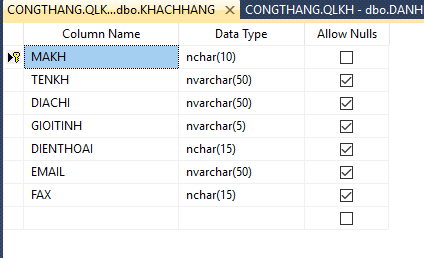 CONGTHANG.QLK...dbo.KHACHHANG CONGTHANG.QLKH - dbo.DANH
Column Name Data Type Allow Nulls
MAKH nchar(10)
TENKH nvarchar(50)
DIACHI nvarchar(50)
GIOITINH nvarchar(5)
DIENTHOAI nchar(15)
EMAIL nvarchar(50)
FAX nchar(15)